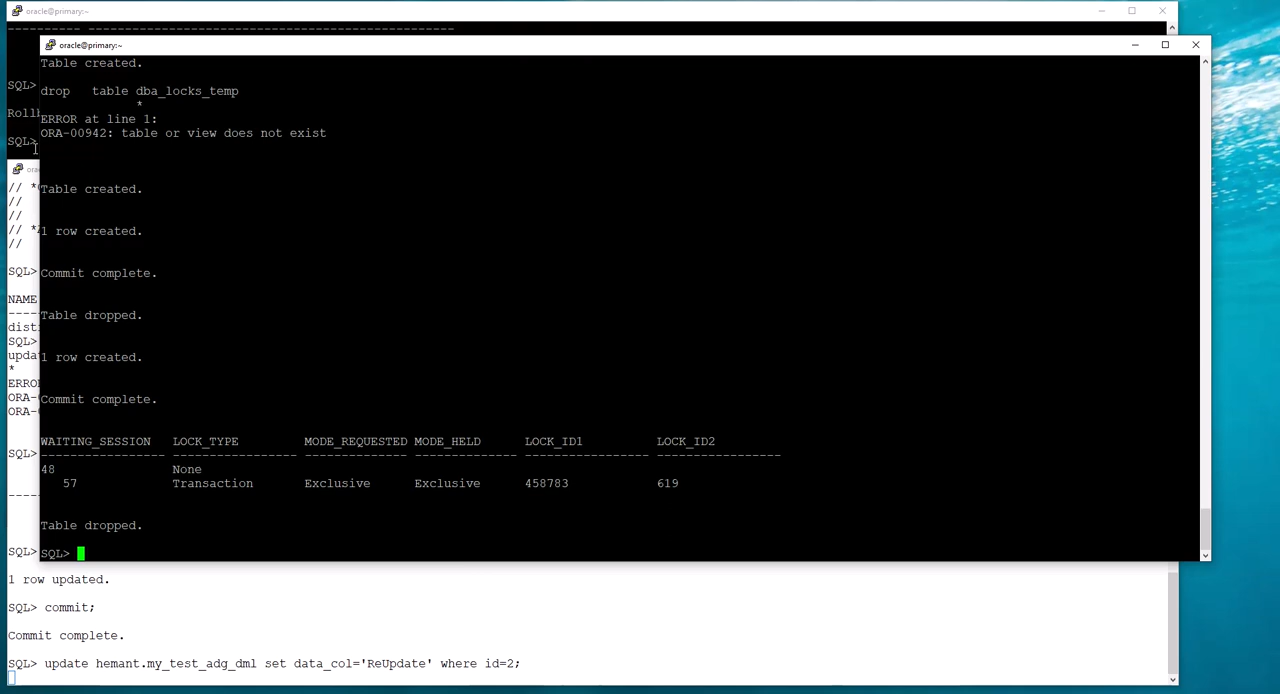 oracle@primary:~
---------- --------------------------------------------------
oracle@primary:~
Table created.
SQL>
drop   table dba_locks_temp
*
Roll
ERROR at line 1:
ORA-00942: table or view does not exist
SQL>
ora
// *
Table created.
//
//
// *
1 row created.
//
SQL>
Commit complete.
NAME
----
Table dropped.
dist
SQL>
upda
1 row created.
*
ERRO
ORA-
Commit complete.
ORA-
WAITING_SESSION   LOCK_TYPE         MODE_REQUESTED MODE_HELD      LOCK_ID1          LOCK_ID2
SQL>
----------------- ----------------- -------------- -------------- ----------------- -----------------
48                None
57             Transaction       Exclusive      Exclusive      458783            619
----
Table dropped.
SQL>
SQL>
1 row updated.
SQL> commit;
Commit complete.
SQL> update hemant.my_test_adg_dml set data_col='ReUpdate' where id=2;